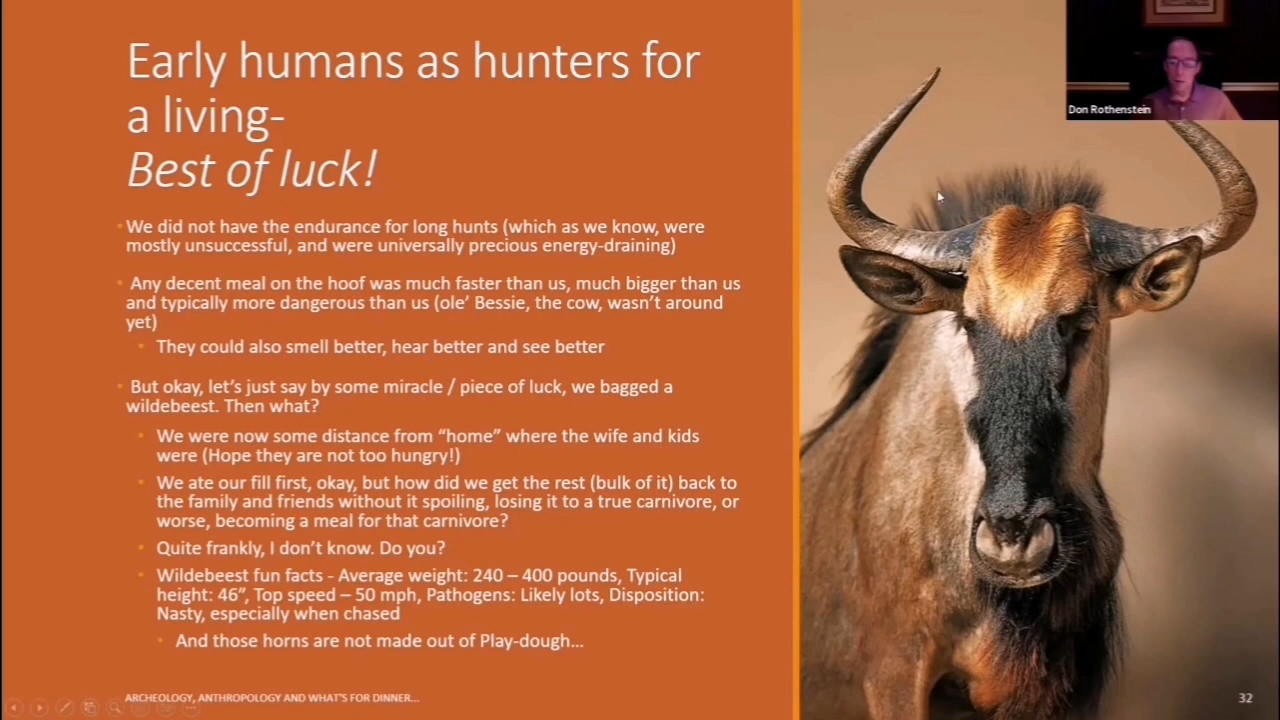 Early humans as hunters for
a living-
Best of luck!
Don Rothenstein
We did not have the endurance for long hunts (which as we know, were
mostly unsuccessful, and were universally precious energy-draining)
Any decent meal on the hoof was much faster than us, much bigger than us
and typically more dangerous than us (ole’ Bessie, the cow, wasn’t around
yet)
They could also smell better, hear better and see better
But okay, let’s just say by some miracle / piece of luck, we bagged a
wildebeest. Then what?
We were now some distance from “home” where the wife and kids
were (Hope they are not too hungry!)
We ate our fill first, okay, but how did we get the rest (bulk of it) back to
the family and friends without it spoiling, losing it to a true carnivore, or
worse, becoming a meal for that carnivore?
Quite frankly, I don’t know. Do you?
Wildebeest fun facts - Average weight: 240 – 400 pounds, Typical
height: 46”, Top speed – 50 mph, Pathogens: Likely lots, Disposition:
Nasty, especially when chased
And those horns are not made out of Play-dough…
ARCHEOLOGY, ANTHROPOLOGY AND WHAT'S FOR DINNER…
32